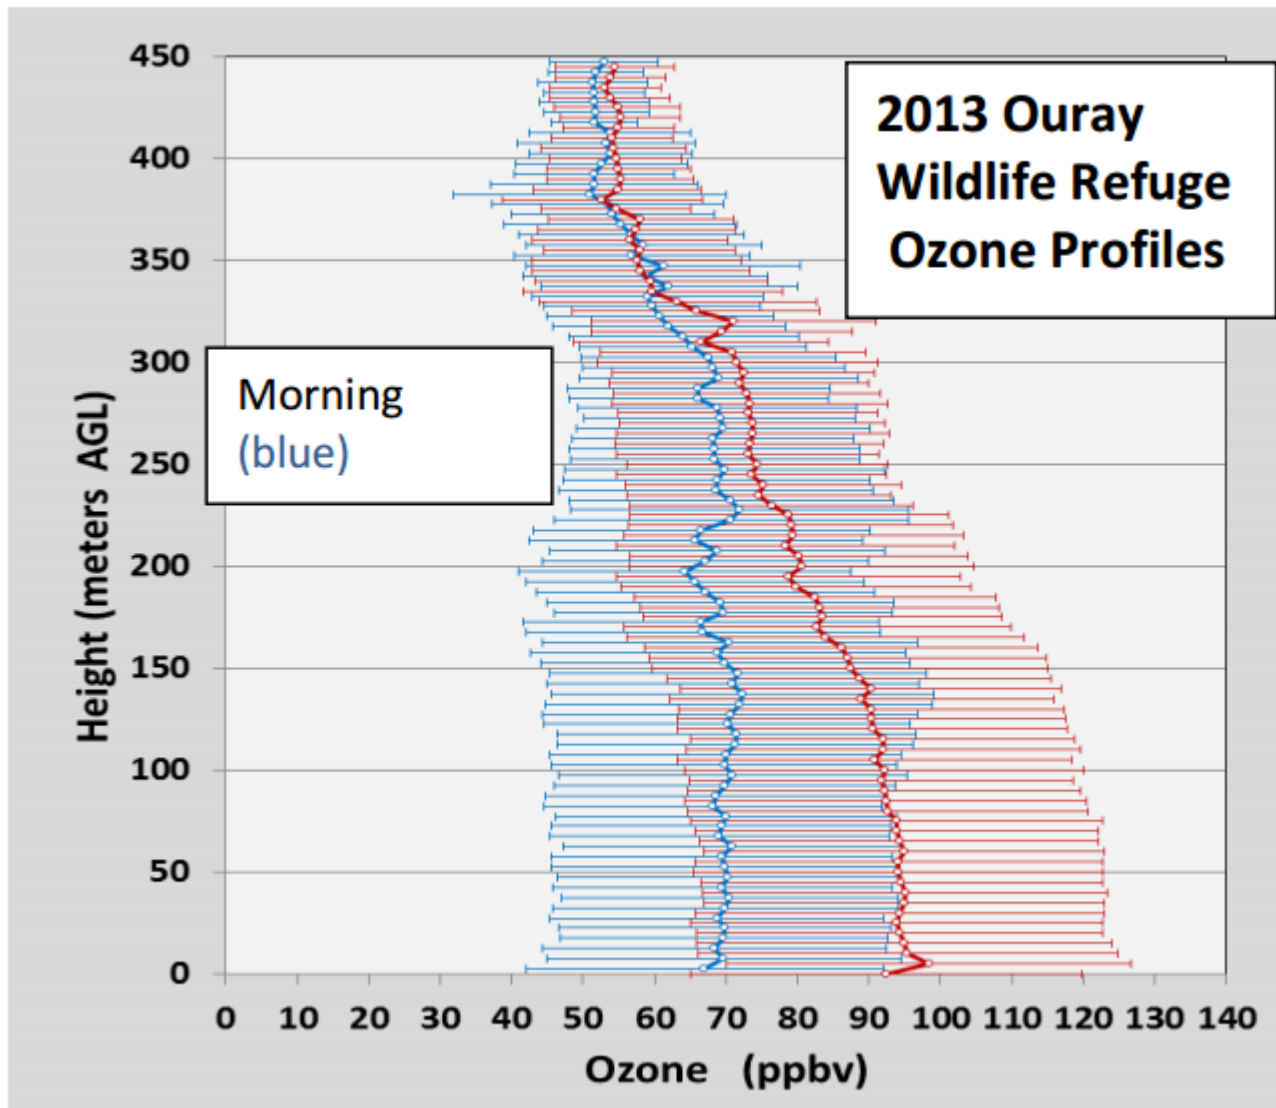 2013 Ouray
Wildlife Refuge
Ozone Profiles
Morning
(blue)
Height (meters AGL)
450
400
350
300
250
200
150
100
50
0
0 10 20 30 40 50 60 70 80 90 100 110 120 130 140
Ozone (ppbv)